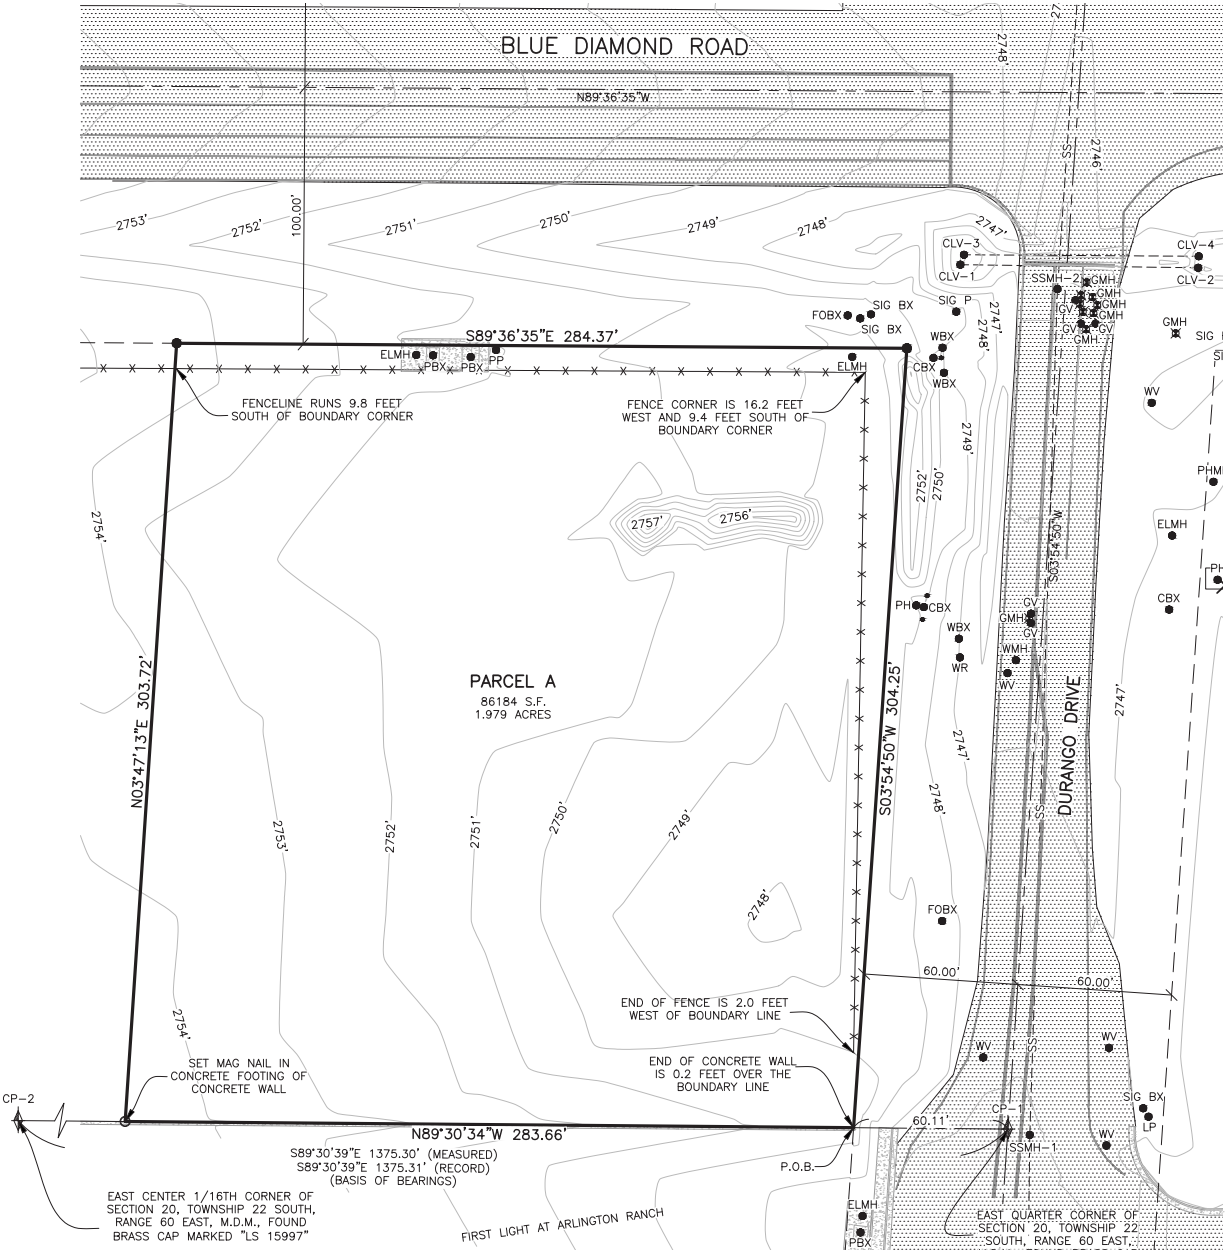 27
BLUE DIAMOND ROAD
2748'
N89°36'35"W
SS
2746'
2753'
2752'
100.00'
2751'
2750'
2749'
2748'
2747'
CLV-3
CLV-1
CLV-4
CLV-2
SSMH-2
GMH
GMH
GMH
GMH
GV
GV
GV
GMH
GMH
SIG
FOBX
SIG BX
SIG BX
SIG P
2747'
2748'
S89°36'35"E 284.37'
ELMH
PBX
PBX
PP
ELMH
WBX
CBX
WBX
WV
FENCELINE RUNS 9.8 FEET
SOUTH OF BOUNDARY CORNER
FENCE CORNER IS 16.2 FEET
WEST AND 9.4 FEET SOUTH OF
BOUNDARY CORNER
2749'
2752'
2750'
2754'
2757'
2756'
S03°54'50"W
ELMH
CBX
PH
CBX
GV
GMH
GV
WBX
WR
WMH
WV
PARCEL A
86184 S.F.
1.979 ACRES
N03°47'13"E 303.72'
S03°54'50"W 304.25'
DURANGO DRIVE
2747'
2747'
2748'
2753'
2752'
2751'
2750'
2749'
2748'
SS
FOBX
60.00'
60.00'
END OF FENCE IS 2.0 FEET
WEST OF BOUNDARY LINE
2754'
SET MAG NAIL IN
CONCRETE FOOTING OF
CONCRETE WALL
END OF CONCRETE WALL
IS 0.2 FEET OVER THE
BOUNDARY LINE
WV
SS
WV
CP-2
CP-1
SIG BX
LP
60.11'
SSMH-1
WV
N89°30'34"W 283.66'
S89°30'39"E 1375.30' (MEASURED)
S89°30'39"E 1375.31' (RECORD)
(BASIS OF BEARINGS)
P.O.B.
EAST CENTER 1/16TH CORNER OF
SECTION 20, TOWNSHIP 22 SOUTH,
RANGE 60 EAST, M.D.M., FOUND
BRASS CAP MARKED "LS 15997"
FIRST LIGHT AT ARLINGTON RANCH
ELMH
PBX
EAST QUARTER CORNER OF
SECTION 20, TOWNSHIP 22
SOUTH, RANGE 60 EAST,